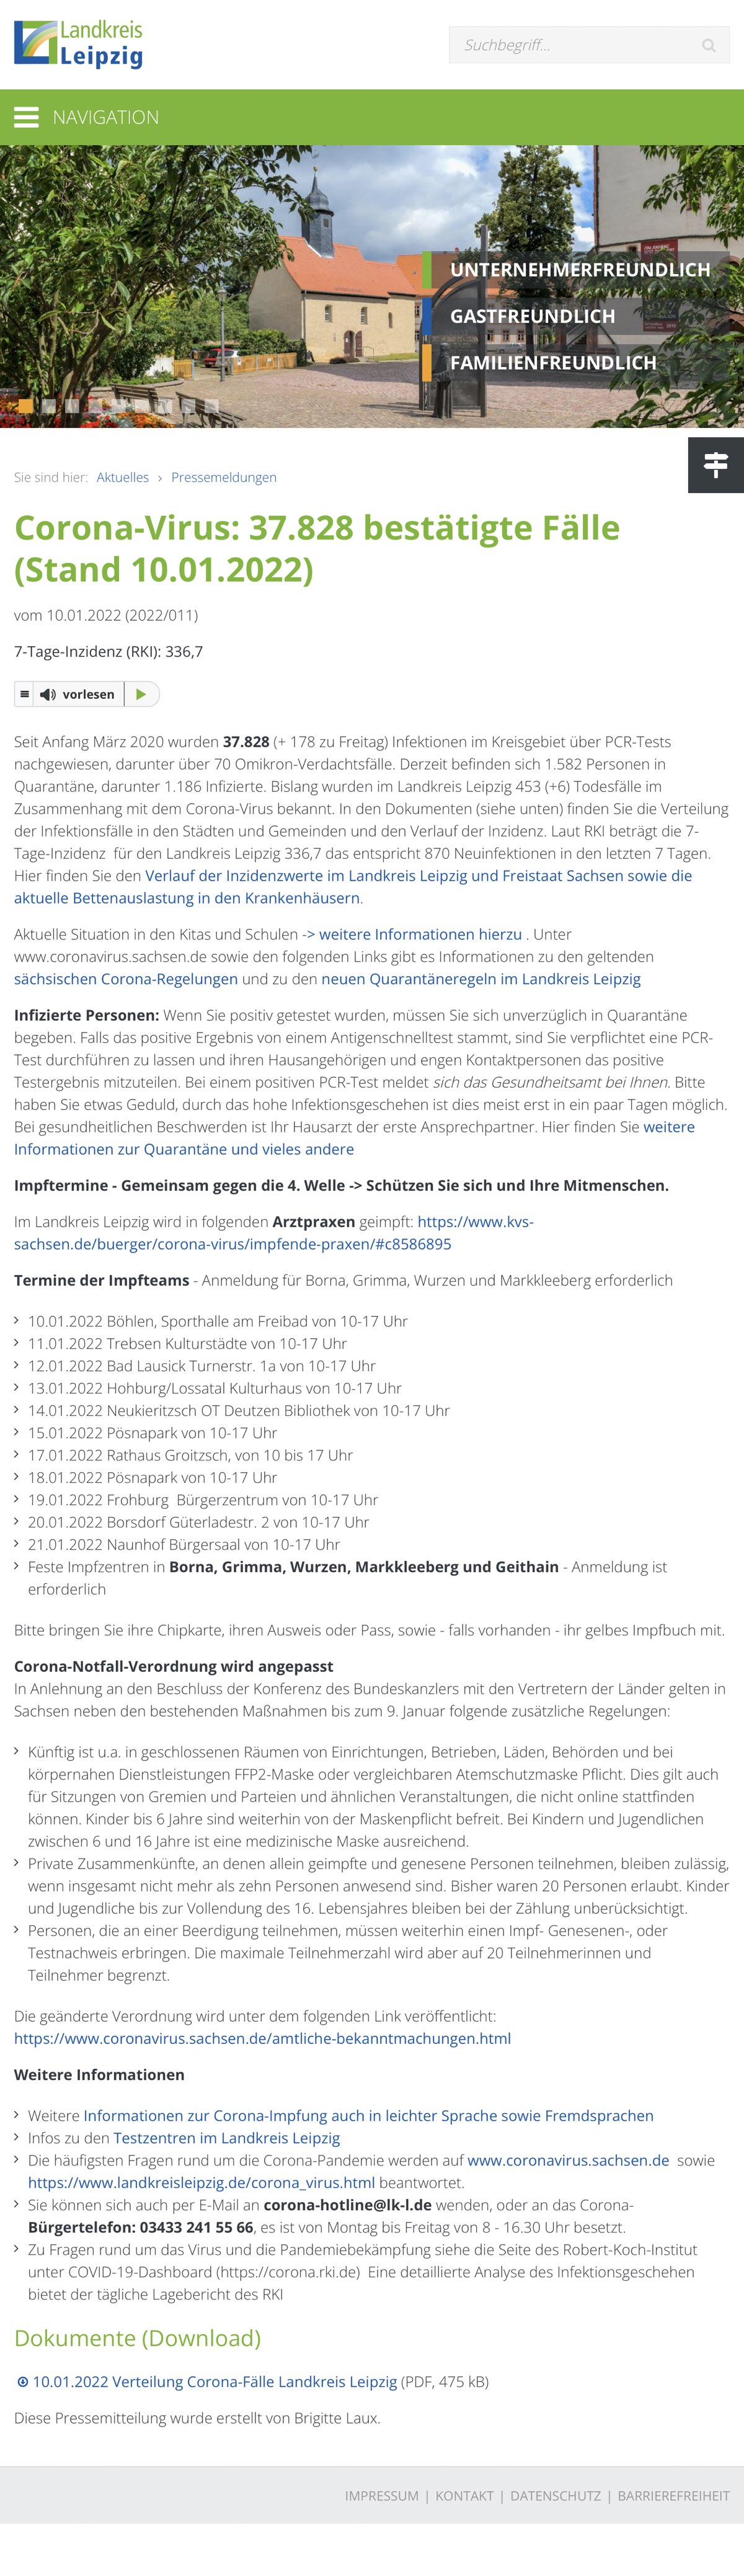 Landkreis
Leipzig
Suchbegriff...
NAVIGATION
UNTERNEHMERFREUNDLICH
GASTFREUNDLICH
FAMILIENFREUNDLICH
Sie sind hier: Aktuelles › Pressemeldungen
Corona-Virus: 37.828 bestätigte Fälle
(Stand 10.01.2022)
vom 10.01.2022 (2022/011)
7-Tage-Inzidenz (RKI): 336,7
vorlesen
Seit Anfang März 2020 wurden 37.828 (+ 178 zu Freitag) Infektionen im Kreisgebiet über PCR-Tests
nachgewiesen, darunter über 70 Omikron-Verdachtsfälle. Derzeit befinden sich 1.582 Personen in
Quarantäne, darunter 1.186 Infizierte. Bislang wurden im Landkreis Leipzig 453 (+6) Todesfälle im
Zusammenhang mit dem Corona-Virus bekannt. In den Dokumenten (siehe unten) finden Sie die Verteilung
der Infektionsfälle in den Städten und Gemeinden und den Verlauf der Inzidenz. Laut RKI beträgt die 7-
Tage-Inzidenz  für den Landkreis Leipzig 336,7 das entspricht 870 Neuinfektionen in den letzten 7 Tagen.
Hier finden Sie den Verlauf der Inzidenzwerte im Landkreis Leipzig und Freistaat Sachsen sowie die
aktuelle Bettenauslastung in den Krankenhäusern.
Aktuelle Situation in den Kitas und Schulen -> weitere Informationen hierzu . Unter
www.coronavirus.sachsen.de sowie den folgenden Links gibt es Informationen zu den geltenden
sächsischen Corona-Regelungen und zu den neuen Quarantäneregeln im Landkreis Leipzig
Infizierte Personen: Wenn Sie positiv getestet wurden, müssen Sie sich unverzüglich in Quarantäne
begeben. Falls das positive Ergebnis von einem Antigenschnelltest stammt, sind Sie verpflichtet eine PCR-
Test durchführen zu lassen und ihren Hausangehörigen und engen Kontaktpersonen das positive
Testergebnis mitzuteilen. Bei einem positiven PCR-Test meldet sich das Gesundheitsamt bei Ihnen. Bitte
haben Sie etwas Geduld, durch das hohe Infektionsgeschehen ist dies meist erst in ein paar Tagen möglich.
Bei gesundheitlichen Beschwerden ist Ihr Hausarzt der erste Ansprechpartner. Hier finden Sie weitere
Informationen zur Quarantäne und vieles andere
Impftermine - Gemeinsam gegen die 4. Welle -> Schützen Sie sich und Ihre Mitmenschen.
Im Landkreis Leipzig wird in folgenden Arztpraxen geimpft: https://www.kvs-
sachsen.de/buerger/corona-virus/impfende-praxen/#c8586895
Termine der Impfteams - Anmeldung für Borna, Grimma, Wurzen und Markkleeberg erforderlich
10.01.2022 Böhlen, Sporthalle am Freibad von 10-17 Uhr
11.01.2022 Trebsen Kulturstädte von 10-17 Uhr
12.01.2022 Bad Lausick Turnerstr. 1a von 10-17 Uhr
13.01.2022 Hohburg/Lossatal Kulturhaus von 10-17 Uhr
14.01.2022 Neukieritzsch OT Deutzen Bibliothek von 10-17 Uhr
15.01.2022 Pösnapark von 10-17 Uhr
17.01.2022 Rathaus Groitzsch, von 10 bis 17 Uhr
18.01.2022 Pösnapark von 10-17 Uhr
19.01.2022 Frohburg  Bürgerzentrum von 10-17 Uhr
20.01.2022 Borsdorf Güterladestr. 2 von 10-17 Uhr
21.01.2022 Naunhof Bürgersaal von 10-17 Uhr
Feste Impfzentren in Borna, Grimma, Wurzen, Markkleeberg und Geithain - Anmeldung ist
erforderlich
Bitte bringen Sie ihre Chipkarte, ihren Ausweis oder Pass, sowie - falls vorhanden - ihr gelbes Impfbuch mit.
Corona-Notfall-Verordnung wird angepasst
In Anlehnung an den Beschluss der Konferenz des Bundeskanzlers mit den Vertretern der Länder gelten in
Sachsen neben den bestehenden Maßnahmen bis zum 9. Januar folgende zusätzliche Regelungen:
Künftig ist u.a. in geschlossenen Räumen von Einrichtungen, Betrieben, Läden, Behörden und bei
körpernahen Dienstleistungen FFP2-Maske oder vergleichbaren Atemschutzmaske Pflicht. Dies gilt auch
für Sitzungen von Gremien und Parteien und ähnlichen Veranstaltungen, die nicht online stattfinden
können. Kinder bis 6 Jahre sind weiterhin von der Maskenpflicht befreit. Bei Kindern und Jugendlichen
zwischen 6 und 16 Jahre ist eine medizinische Maske ausreichend.
Private Zusammenkünfte, an denen allein geimpfte und genesene Personen teilnehmen, bleiben zulässig,
wenn insgesamt nicht mehr als zehn Personen anwesend sind. Bisher waren 20 Personen erlaubt. Kinder
und Jugendliche bis zur Vollendung des 16. Lebensjahres bleiben bei der Zählung unberücksichtigt.
Personen, die an einer Beerdigung teilnehmen, müssen weiterhin einen Impf- Genesenen-, oder
Testnachweis erbringen. Die maximale Teilnehmerzahl wird aber auf 20 Teilnehmerinnen und
Teilnehmer begrenzt.
Die geänderte Verordnung wird unter dem folgenden Link veröffentlicht:
https://www.coronavirus.sachsen.de/amtliche-bekanntmachungen.html
Weitere Informationen
Weitere Informationen zur Corona-Impfung auch in leichter Sprache sowie Fremdsprachen
Infos zu den Testzentren im Landkreis Leipzig
Die häufigsten Fragen rund um die Corona-Pandemie werden auf www.coronavirus.sachsen.de  sowie
https://www.landkreisleipzig.de/corona_virus.html beantwortet.
Sie können sich auch per E-Mail an corona-hotline@lk-l.de wenden, oder an das Corona-
Bürgertelefon: 03433 241 55 66, es ist von Montag bis Freitag von 8 - 16.30 Uhr besetzt.
Zu Fragen rund um das Virus und die Pandemiebekämpfung siehe die Seite des Robert-Koch-Institut
unter COVID-19-Dashboard (https://corona.rki.de)  Eine detaillierte Analyse des Infektionsgeschehen
bietet der tägliche Lagebericht des RKI
Dokumente (Download)
10.01.2022 Verteilung Corona-Fälle Landkreis Leipzig (PDF, 475 kB)
Diese Pressemitteilung wurde erstellt von Brigitte Laux.
IMPRESSUM | KONTAKT | DATENSCHUTZ | BARRIEREFREIHEIT